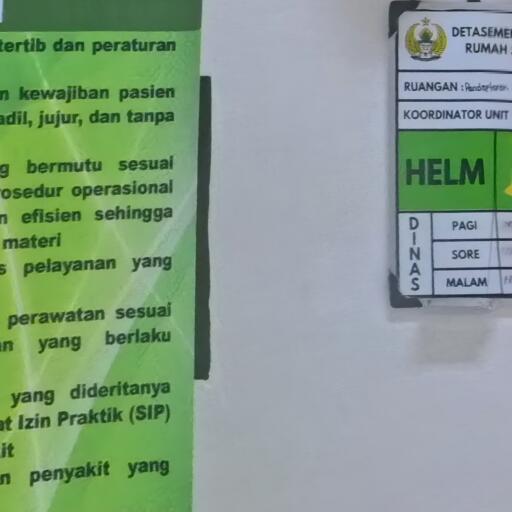 tertib dan peraturan
n kewajiban pasien
adil, jujur, dan tanpa
g bermutu sesuai
rosedur operasional
n efisien sehingga
materi
s pelayanan yang
perawatan sesuai
an yang berlaku
yang dideritanya
at Izin Praktik (SIP)
it
n penyakit yang
DETASEME
RUMAH
RUANGAN :
KOORDINATOR UNIT
HELM
DINAS
PAGI
SORE
MALAM